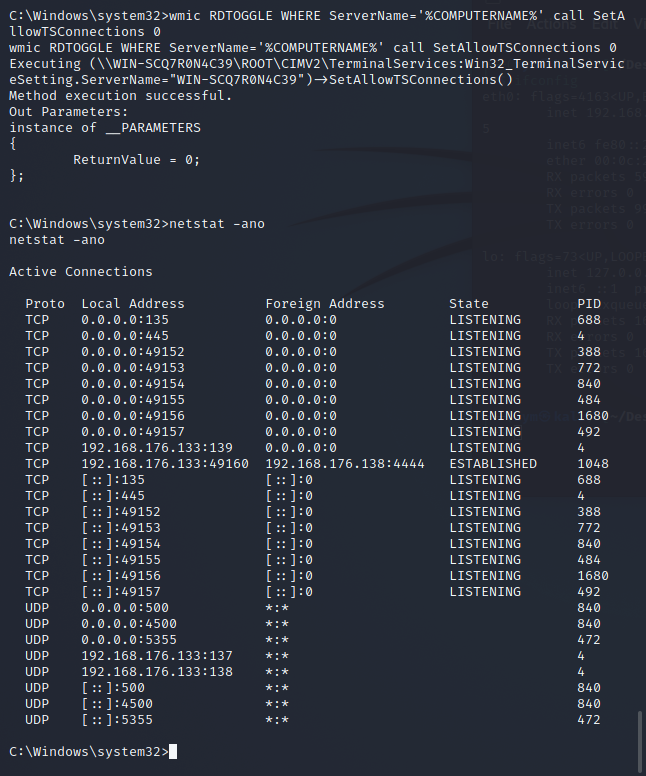 C:\Windows\system32>wmic RDTOGGLE WHERE ServerName='%COMPUTERNAME%' call SetA
llowTSConnections 0
wmic RDTOGGLE WHERE ServerName='%COMPUTERNAME%' call SetAllowTSConnections 0
Executing (\\WIN-SCQ7R0N4C39\ROOT\CIMV2\TerminalServices:Win32_TerminalServic
eSetting.ServerName="WIN-SCQ7R0N4C39")->SetAllowTSConnections()
Method execution successful.
Out Parameters:
instance of __PARAMETERS
{
        ReturnValue = 0;
};
C:\Windows\system32>netstat -ano
netstat -ano
Active Connections
  Proto  Local Address          Foreign Address        State           PID
  TCP    0.0.0.0:135            0.0.0.0:0              LISTENING       688
  TCP    0.0.0.0:445            0.0.0.0:0              LISTENING       4
  TCP    0.0.0.0:49152          0.0.0.0:0              LISTENING       388
  TCP    0.0.0.0:49153          0.0.0.0:0              LISTENING       772
  TCP    0.0.0.0:49154          0.0.0.0:0              LISTENING       840
  TCP    0.0.0.0:49155          0.0.0.0:0              LISTENING       484
  TCP    0.0.0.0:49156          0.0.0.0:0              LISTENING       1680
  TCP    0.0.0.0:49157          0.0.0.0:0              LISTENING       492
  TCP    192.168.176.133:139    0.0.0.0:0              LISTENING       4
  TCP    192.168.176.133:49160  192.168.176.138:4444   ESTABLISHED     1048
  TCP    [::]:135               [::]:0                 LISTENING       688
  TCP    [::]:445               [::]:0                 LISTENING       4
  TCP    [::]:49152             [::]:0                 LISTENING       388
  TCP    [::]:49153             [::]:0                 LISTENING       772
  TCP    [::]:49154             [::]:0                 LISTENING       840
  TCP    [::]:49155             [::]:0                 LISTENING       484
  TCP    [::]:49156             [::]:0                 LISTENING       1680
  TCP    [::]:49157             [::]:0                 LISTENING       492
  UDP    0.0.0.0:500            *:*                                    840
  UDP    0.0.0.0:4500           *:*                                    840
  UDP    0.0.0.0:5355           *:*                                    472
  UDP    192.168.176.133:137    *:*                                    4
  UDP    192.168.176.133:138    *:*                                    4
  UDP    [::]:500               *:*                                    840
  UDP    [::]:4500              *:*                                    840
  UDP    [::]:5355              *:*                                    472
C:\Windows\system32>